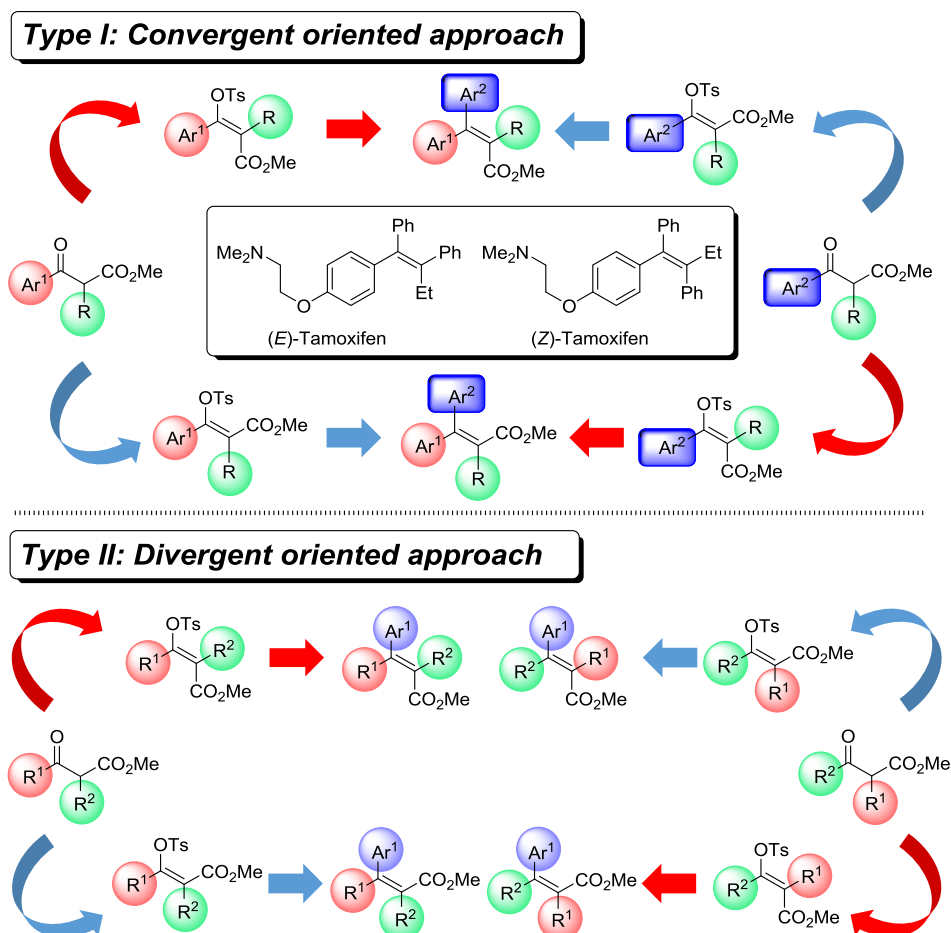 Type I: Convergent oriented approach
OTs
Ar1
R
CO2Me
Ar2
Ar1
R
CO2Me
OTs
Ar2
CO2Me
R
O
Ar1
CO2Me
R
Me2N
O
Ph
Ph
Et
(E)-Tamoxifen
Me2N
O
Ph
Et
Ph
(Z)-Tamoxifen
O
Ar2
CO2Me
R
OTs
Ar1
CO2Me
R
Ar2
Ar1
CO2Me
R
OTs
Ar2
R
CO2Me
Type II: Divergent oriented approach
OTs
R1
R2
CO2Me
Ar1
R1
R2
CO2Me
Ar1
R2
R1
CO2Me
OTs
R2
CO2Me
R1
O
R1
CO2Me
R2
O
R2
CO2Me
R1
OTs
R1
CO2Me
R2
Ar1
R1
CO2Me
R2
Ar1
R2
CO2Me
R1
OTs
R2
R1
CO2Me